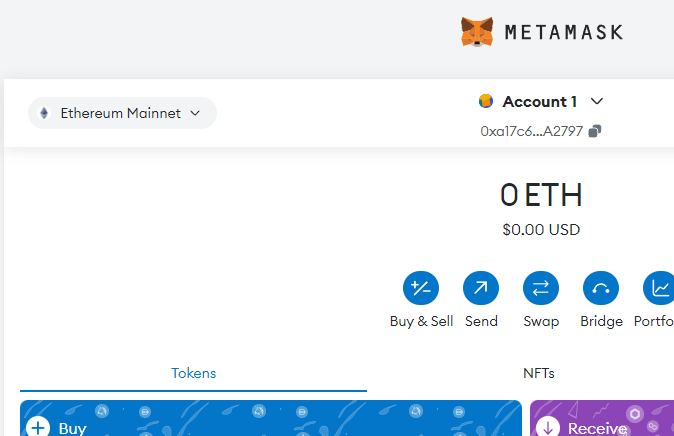 METAMASK
Ethereum Mainnet
Account 1
0xa17c6...A2797
0 ETH
$0.00 USD
Buy & Sell Send Swap Bridge Portfo
Tokens NFTs
Buy Receive